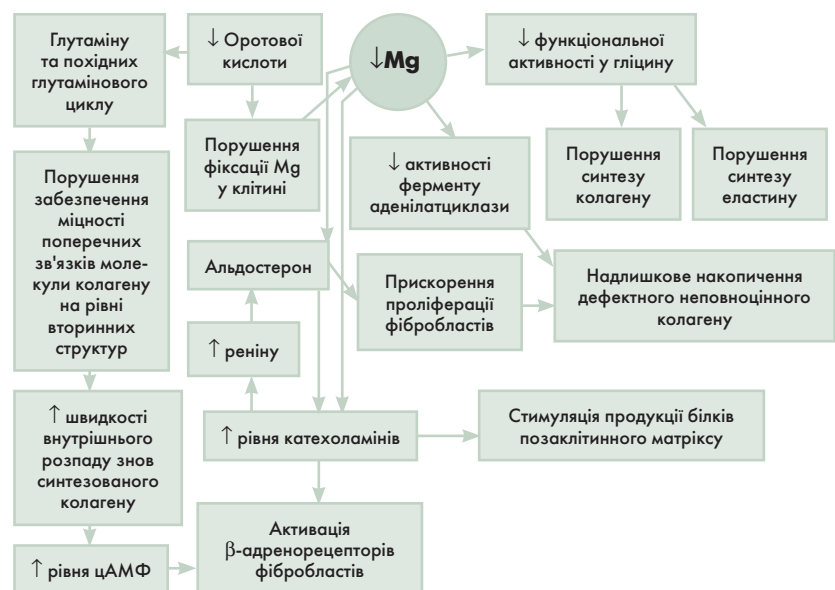 Глутаміну
та похідних
глутамінового
циклу
↓ Оротової
кислоти
↓Mg
↓ функціональної
активності у гліцину
Порушення
фіксації Mg
у клітині
↓ активності
ферменту
аденілатциклази
Порушення
синтезу
колагену
Порушення
синтезу
еластину
Порушення
забезпечення
міцності
поперечних
зв'язків моле-
кули колагену
на рівні
вторинних
структур
Альдостерон
Прискорення
проліферації
фібробластів
Надлишкове накопичення
дефектного неповноцінного
колагену
↑ реніну
↑ швидкості
внутрішнього
розпаду знов
синтезованого
колагену
↑ рівня катехоламінів
Стимуляція продукції білків
позаклітинного матріксу
↑ рівня цАМФ
Активація
β-адренорецепторів
фібробластів